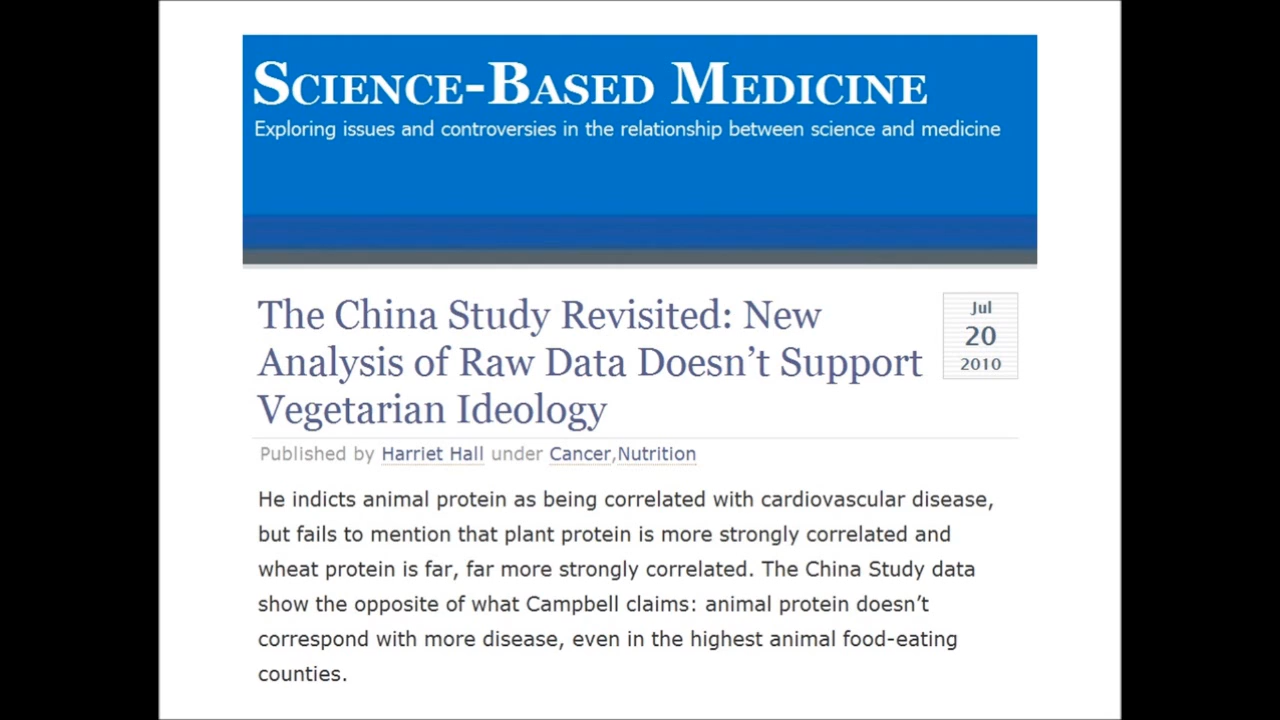 SCIENCE-BASED MEDICINE
Exploring issues and controversies in the relationship between science and medicine
The China Study Revisited: New
Analysis of Raw Data Doesn’t Support
Vegetarian Ideology
Jul
20
2010
Published by Harriet Hall under Cancer,Nutrition
He indicts animal protein as being correlated with cardiovascular disease,
but fails to mention that plant protein is more strongly correlated and
wheat protein is far, far more strongly correlated. The China Study data
show the opposite of what Campbell claims: animal protein doesn’t
correspond with more disease, even in the highest animal food-eating
counties.